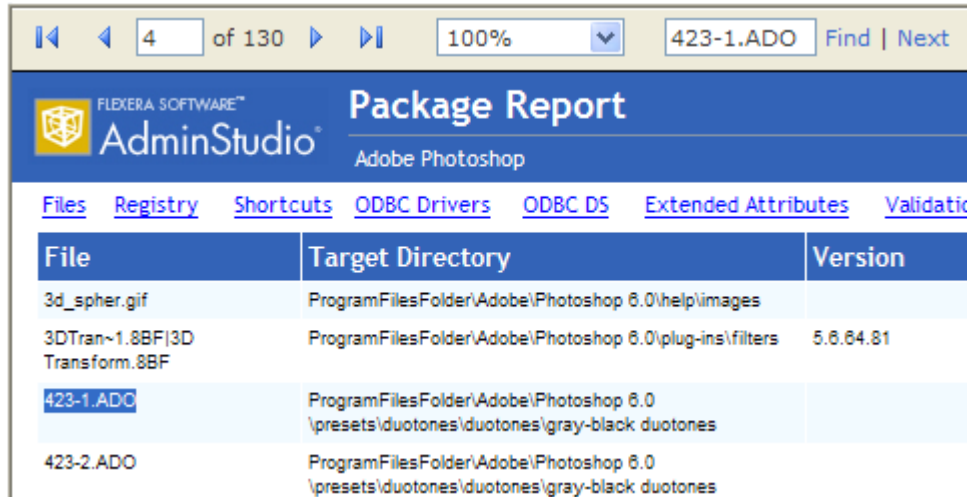 4 of 130 100% 423-1.ADO Find | Next
FLEXERA SOFTWARE™
AdminStudio®
Package Report
Adobe Photoshop
Files Registry Shortcuts ODBC Drivers ODBC DS Extended Attributes Validatio
File Target Directory Version
3d_spher.gif ProgramFilesFolder\Adobe\Photoshop 6.0\help\images
3DTran~1.8BF|3D ProgramFilesFolder\Adobe\Photoshop 6.0\plug-ins\filters 5.6.64.81
Transform.8BF
423-1.ADO ProgramFilesFolder\Adobe\Photoshop 6.0
\presets\duotones\duotones\gray-black duotones
423-2.ADO ProgramFilesFolder\Adobe\Photoshop 6.0
\presets\duotones\duotones\gray-black duotones